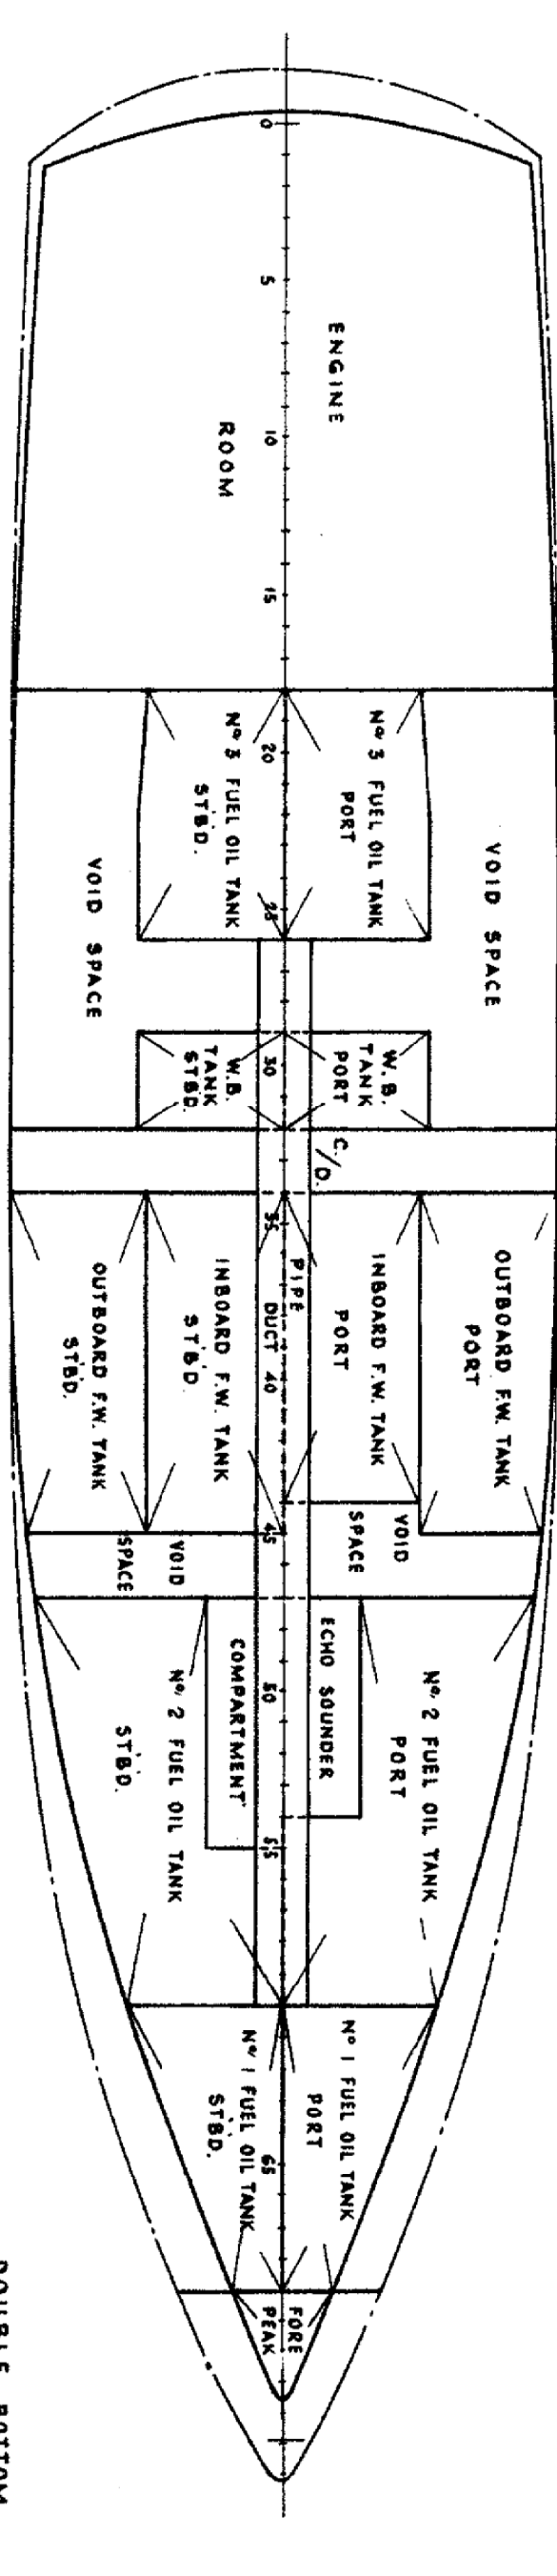 0
5
ENGINE
10
ROOM
15
20
Nº 3 FUEL OIL TANK
PORT
Nº 3 FUEL OIL TANK
STBD.
25
VOID SPACE
VOID SPACE
30
W.B.
TANK
PORT
W.B.
TANK
STBD.
C/D.
35
PIPE
DUCT 40
OUTBOARD F.W. TANK
PORT
INBOARD F.W. TANK
PORT
INBOARD F.W. TANK
STBD.
OUTBOARD F.W. TANK
STBD.
45
VOID
SPACE
VOID
SPACE
ECHO SOUNDER
COMPARTMENT
50
Nº 2 FUEL OIL TANK
PORT
Nº 2 FUEL OIL TANK
STBD.
55
Nº 1 FUEL OIL TANK
PORT
Nº 1 FUEL OIL TANK
STBD.
65
FORE
PEAK
DOUBLE BOTTOM